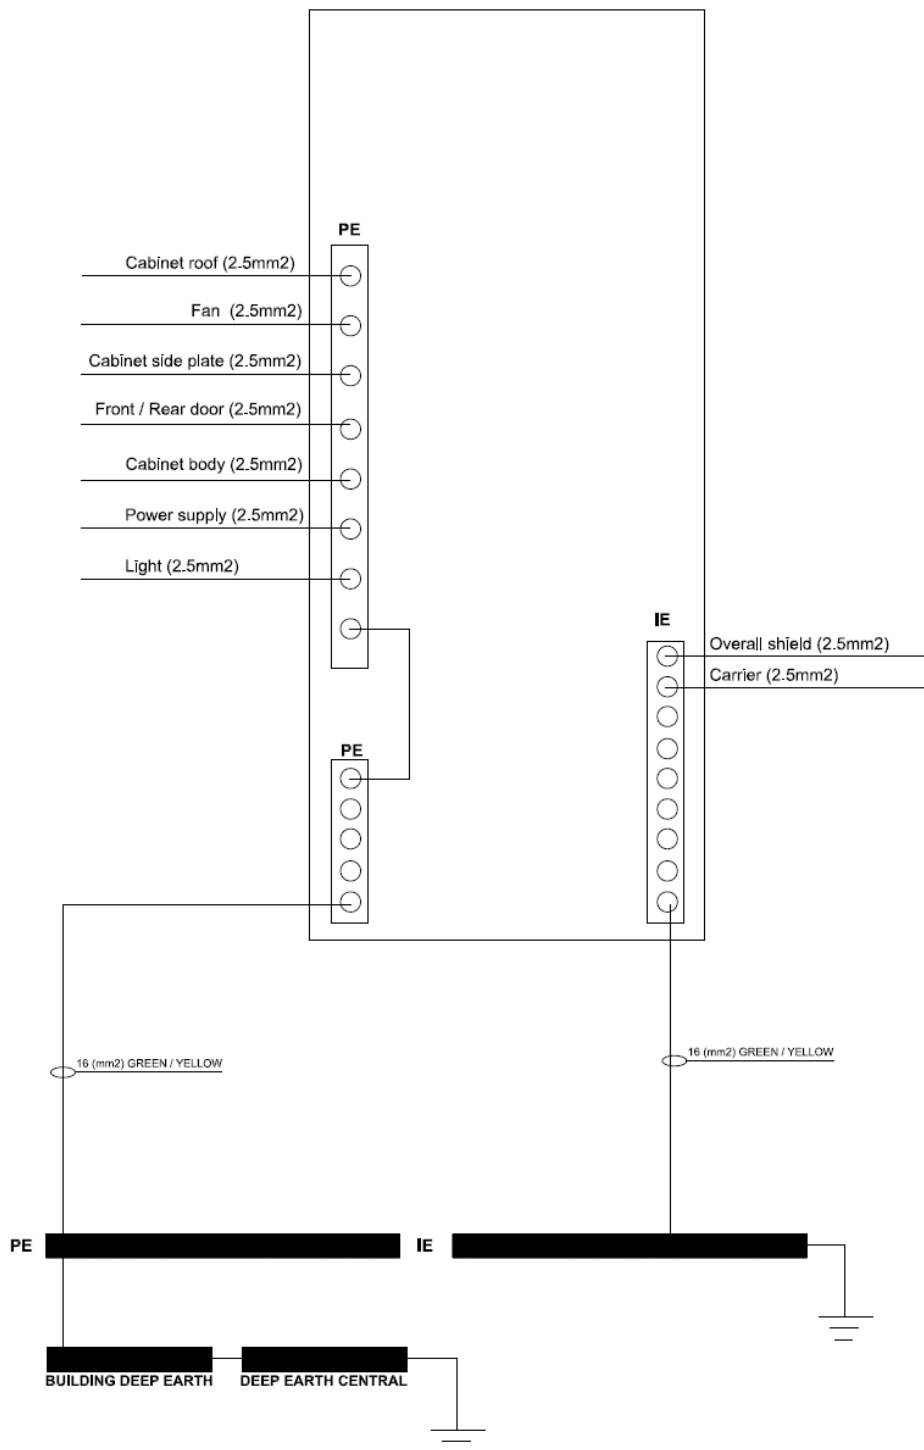 PE
Cabinet roof (2.5mm2)
Fan (2.5mm2)
Cabinet side plate (2.5mm2)
Front / Rear door (2.5mm2)
Cabinet body (2.5mm2)
Power supply (2.5mm2)
Light (2.5mm2)
IE
Overall shield (2.5mm2)
Carrier (2.5mm2)
PE
16 (mm2) GREEN / YELLOW
16 (mm2) GREEN / YELLOW
PE
IE
BUILDING DEEP EARTH
DEEP EARTH CENTRAL